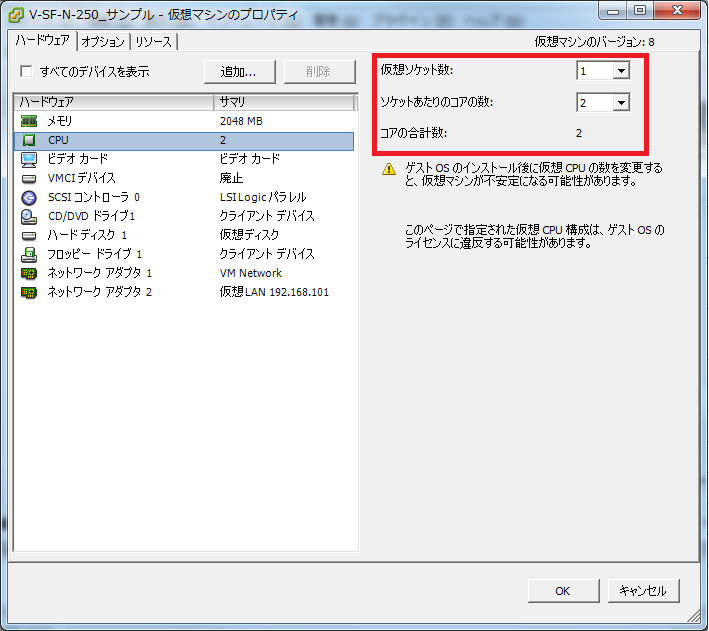 V-SF-N-250_サンプル - 仮想マシンのプロパティ
ハードウェア オプション リソース
仮想マシンのバージョン: 8
すべてのデバイスを表示 追加... 削除
ハードウェア サマリ
メモリ 2048 MB
CPU 2
ビデオ カード ビデオ カード
VMCI デバイス 廃止
SCSI コントローラ 0 LSI Logic パラレル
CD/DVD ドライブ 1 クライアント デバイス
ハード ディスク 1 仮想ディスク
フロッピー ドライブ 1 クライアント デバイス
ネットワーク アダプタ 1 VM Network
ネットワーク アダプタ 2 仮想LAN 192.168.101
仮想ソケット数: 1
ソケットあたりのコアの数: 2
コアの合計数: 2
ゲスト OS のインストール後に仮想 CPU の数を変更する
と、仮想マシンが不安定になる可能性があります。
このページで指定された仮想 CPU 構成は、ゲスト OS の
ライセンスに違反する可能性があります。
OK キャンセル